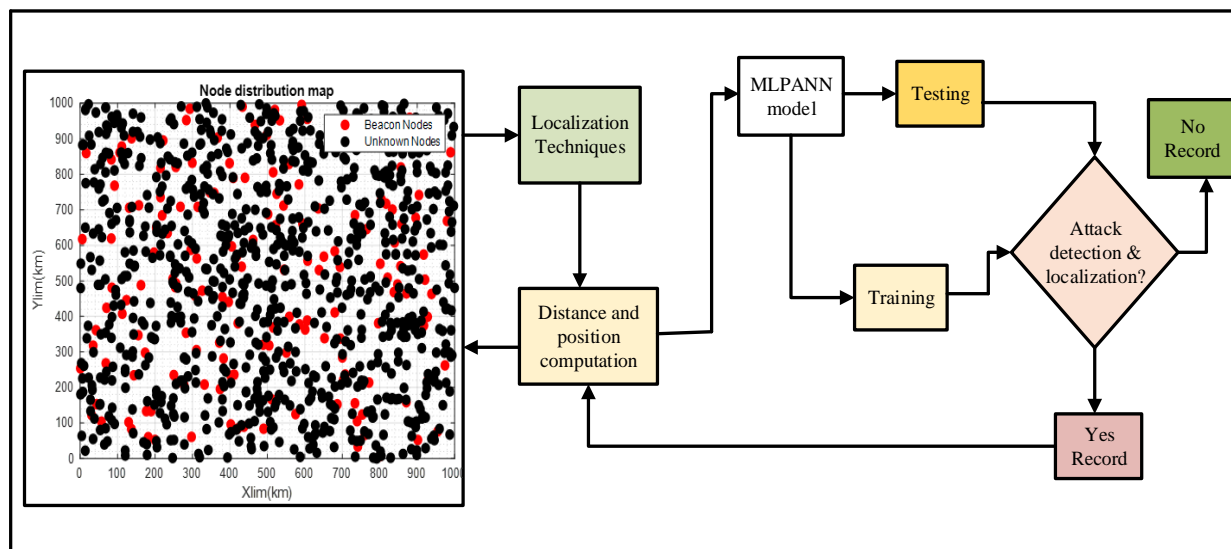 Node distribution map
Beacon Nodes
Unknown Nodes
1000
900
800
700
600
500
400
300
200
100
0
Ylim(km)
0 100 200 300 400 500 600 700 800 900 1000
Xlim(km)
Localization
Techniques
Distance and
position
computation
MLPANN
model
Testing
Training
Attack
detection &
localization?
No
Record
Yes
Record